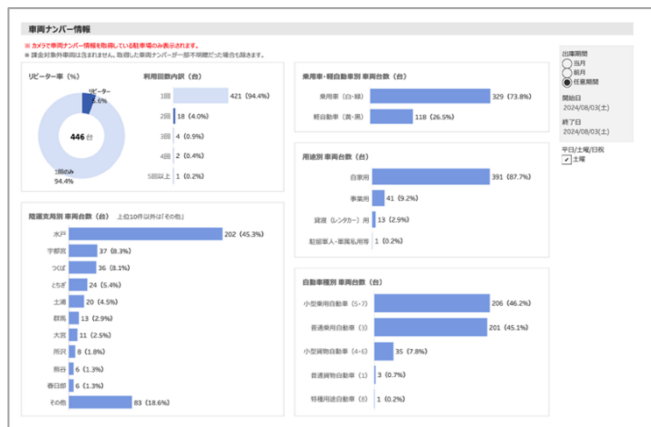 車両ナンバー情報
※ カメラで車両ナンバー情報を取得している駐車場のみ表示されます。
※ 課金対象外車両は含まれません。取得した車両ナンバーが一部不明瞭だった場合も除きます。
リピーター率（%）
リピーター
5.6%
446 台
1回のみ
94.4%
利用回数内訳（台）
1回 421 (94.4%)
2回 18 (4.0%)
3回 4 (0.9%)
4回 2 (0.4%)
5回以上 1 (0.2%)
陸運支局別 車両台数（台） 上位10件以外は「その他」
水戸 202 (45.3%)
宇都宮 37 (8.3%)
つくば 36 (8.1%)
とちぎ 24 (5.4%)
土浦 20 (4.5%)
群馬 13 (2.9%)
大宮 11 (2.5%)
所沢 8 (1.8%)
熊谷 6 (1.3%)
春日部 6 (1.3%)
その他 83 (18.6%)
乗用車・軽自動車別 車両台数（台）
乗用車（白・緑） 329 (73.8%)
軽自動車（黄・黒） 118 (26.5%)
用途別 車両台数（台）
自家用 391 (87.7%)
事業用 41 (9.2%)
貸渡（レンタカー）用 13 (2.9%)
駐留軍人・軍属私用等 1 (0.2%)
自動車種別 車両台数（台）
小型乗用自動車（5・7） 206 (46.2%)
普通乗用自動車（3） 201 (45.1%)
小型貨物自動車（4・6） 35 (7.8%)
普通貨物自動車（1） 3 (0.7%)
特種用途自動車（8） 1 (0.2%)
出庫期間
当月
前月
任意期間
開始日
2024/08/03(土)
終了日
2024/08/03(土)
平日/土曜/日祝
土曜